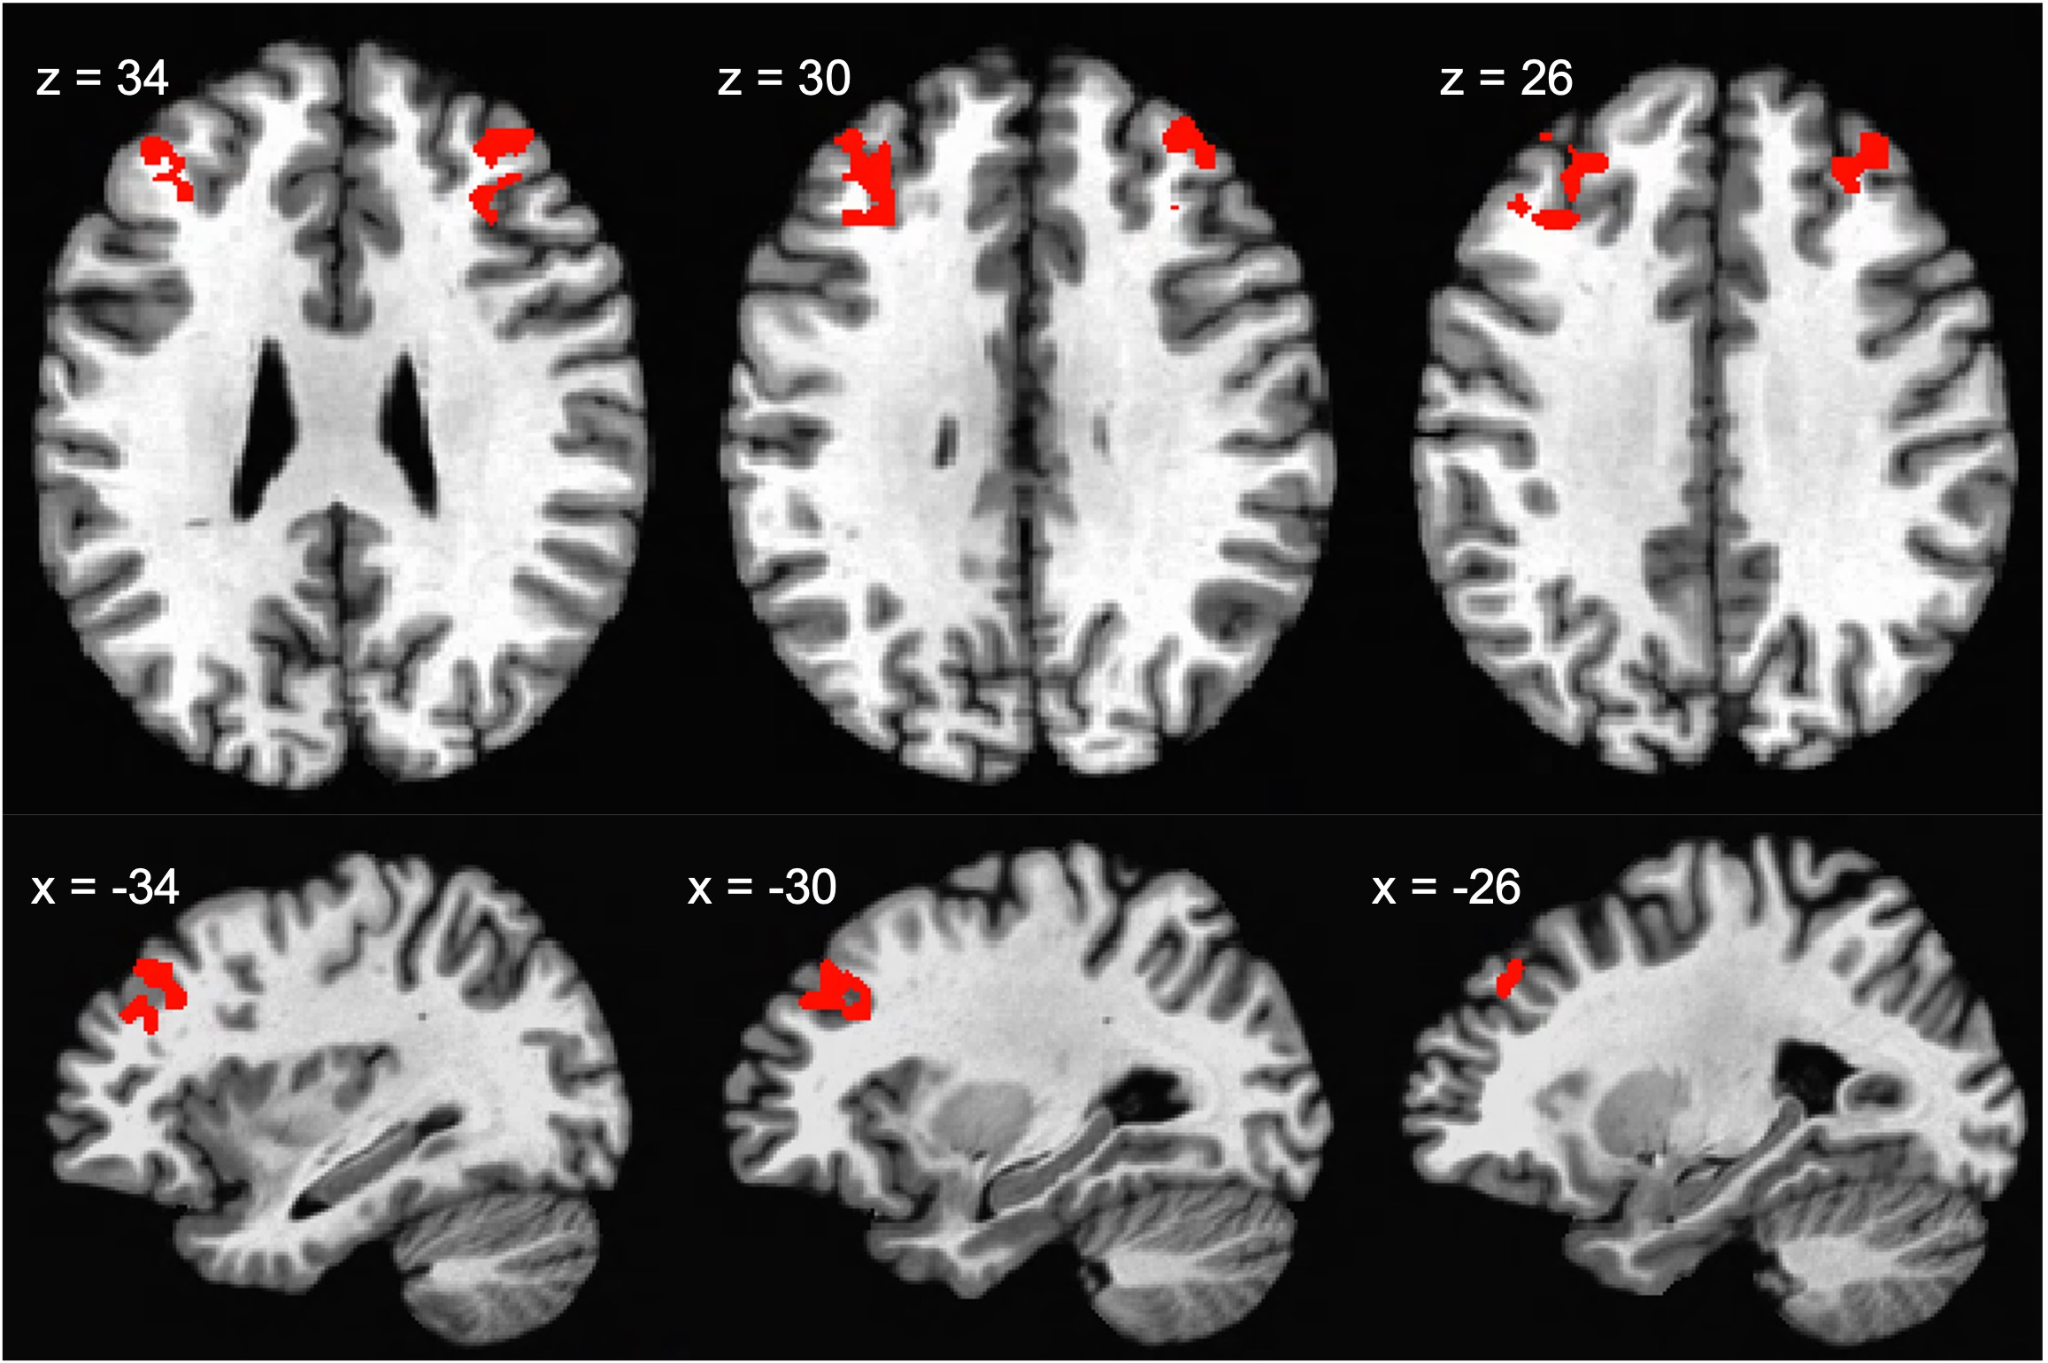 z = 34
z = 30
z = 26
x = -34
x = -30
x = -26